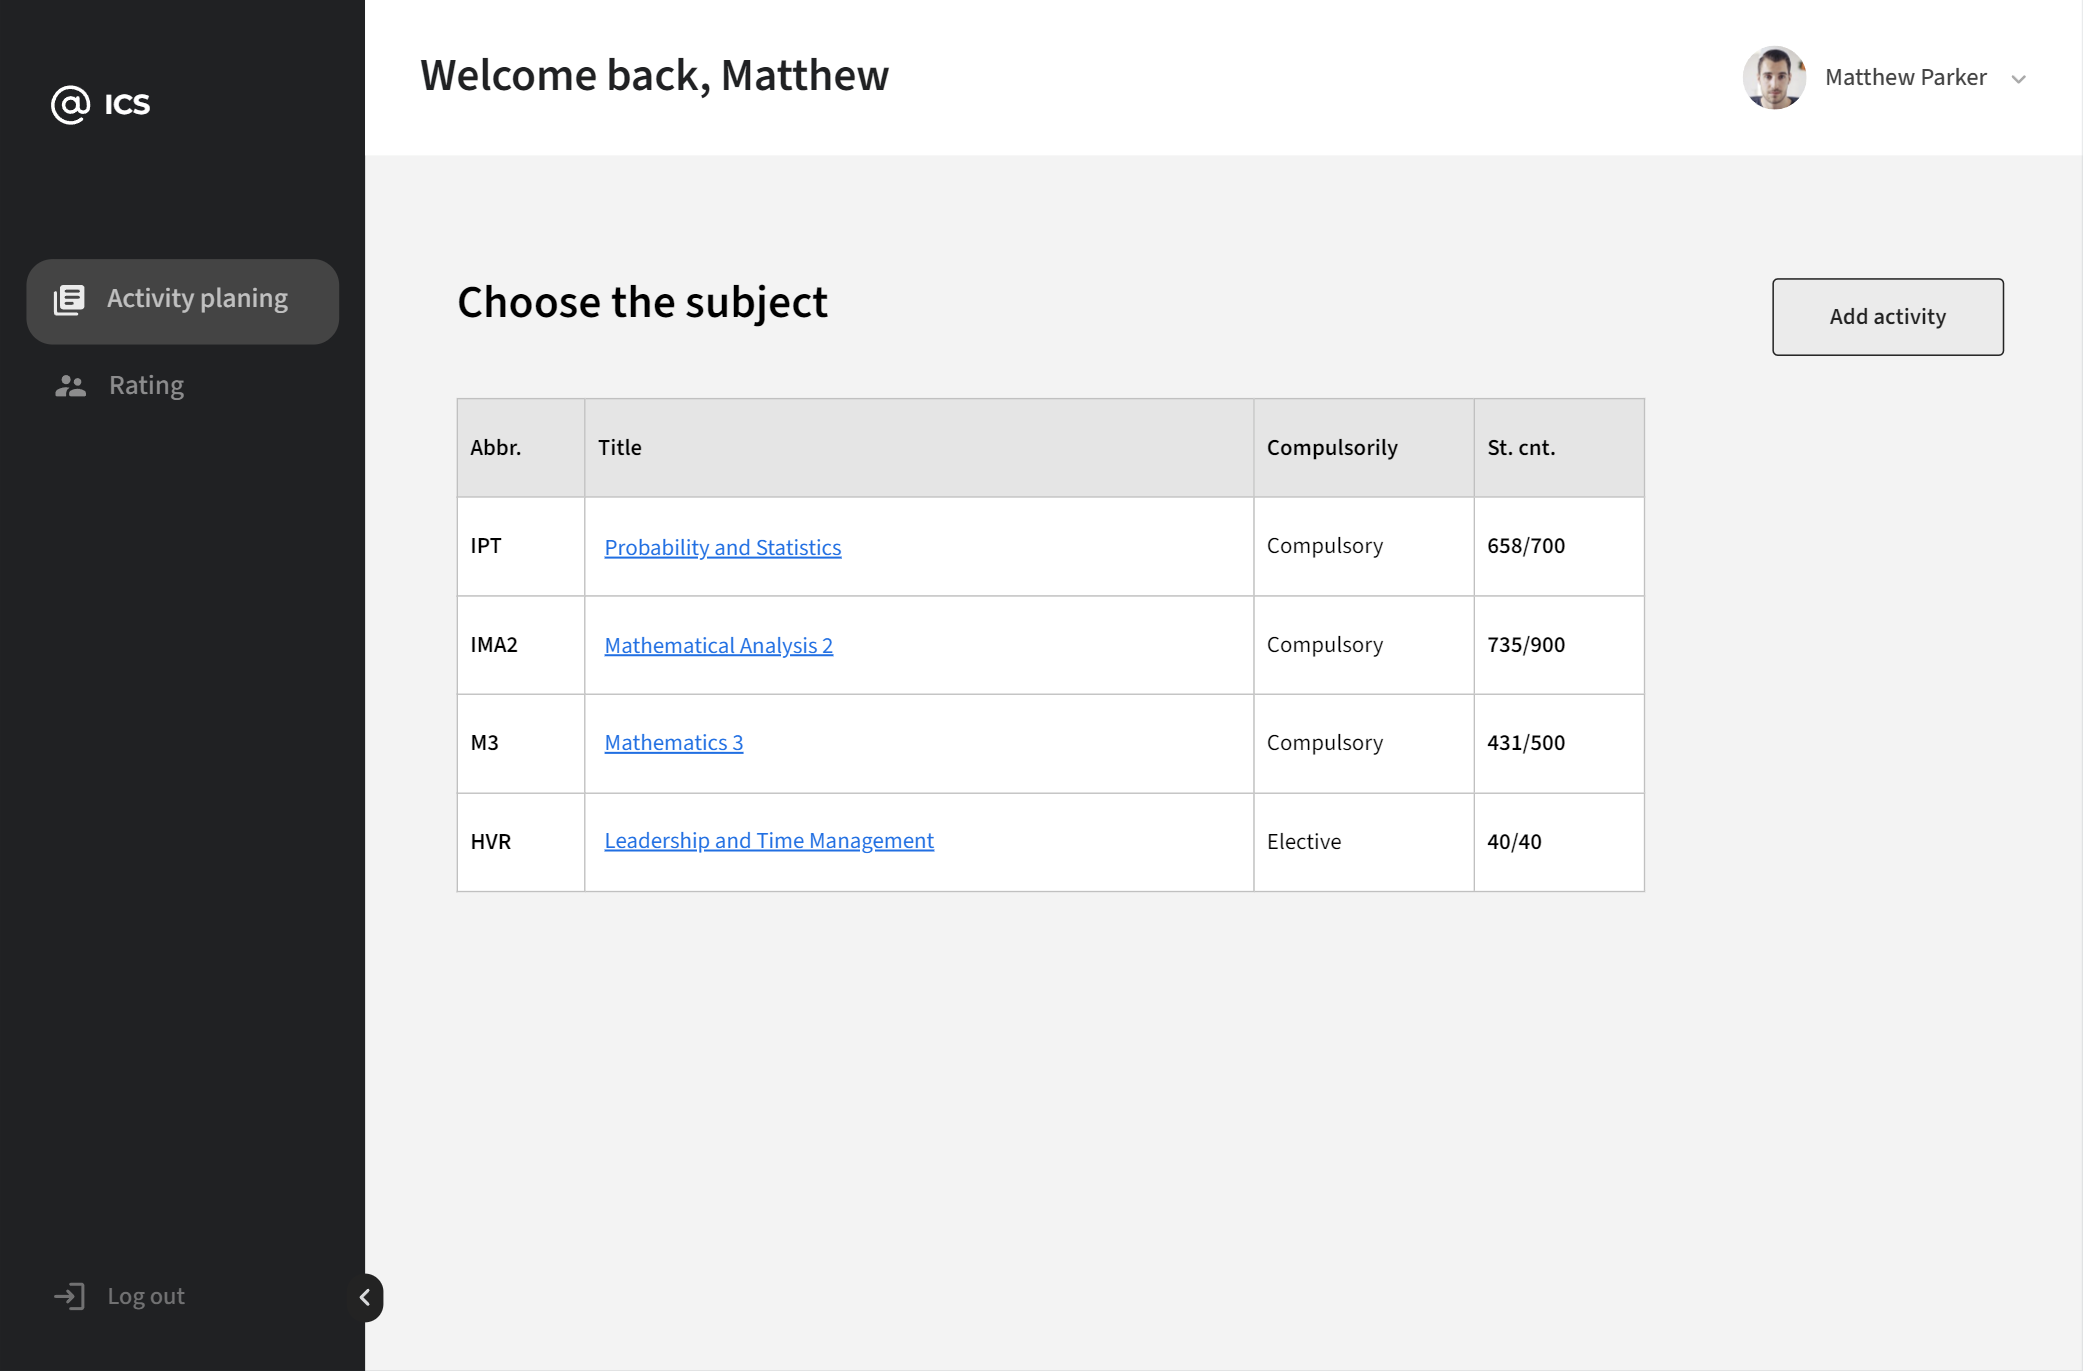 @ ICS
Welcome back, Matthew
Matthew Parker
Activity planing
Rating
Choose the subject
Add activity
Abbr. Title Compulsorily St. cnt.
IPT Probability and Statistics Compulsory 658/700
IMA2 Mathematical Analysis 2 Compulsory 735/900
M3 Mathematics 3 Compulsory 431/500
HVR Leadership and Time Management Elective 40/40
Log out